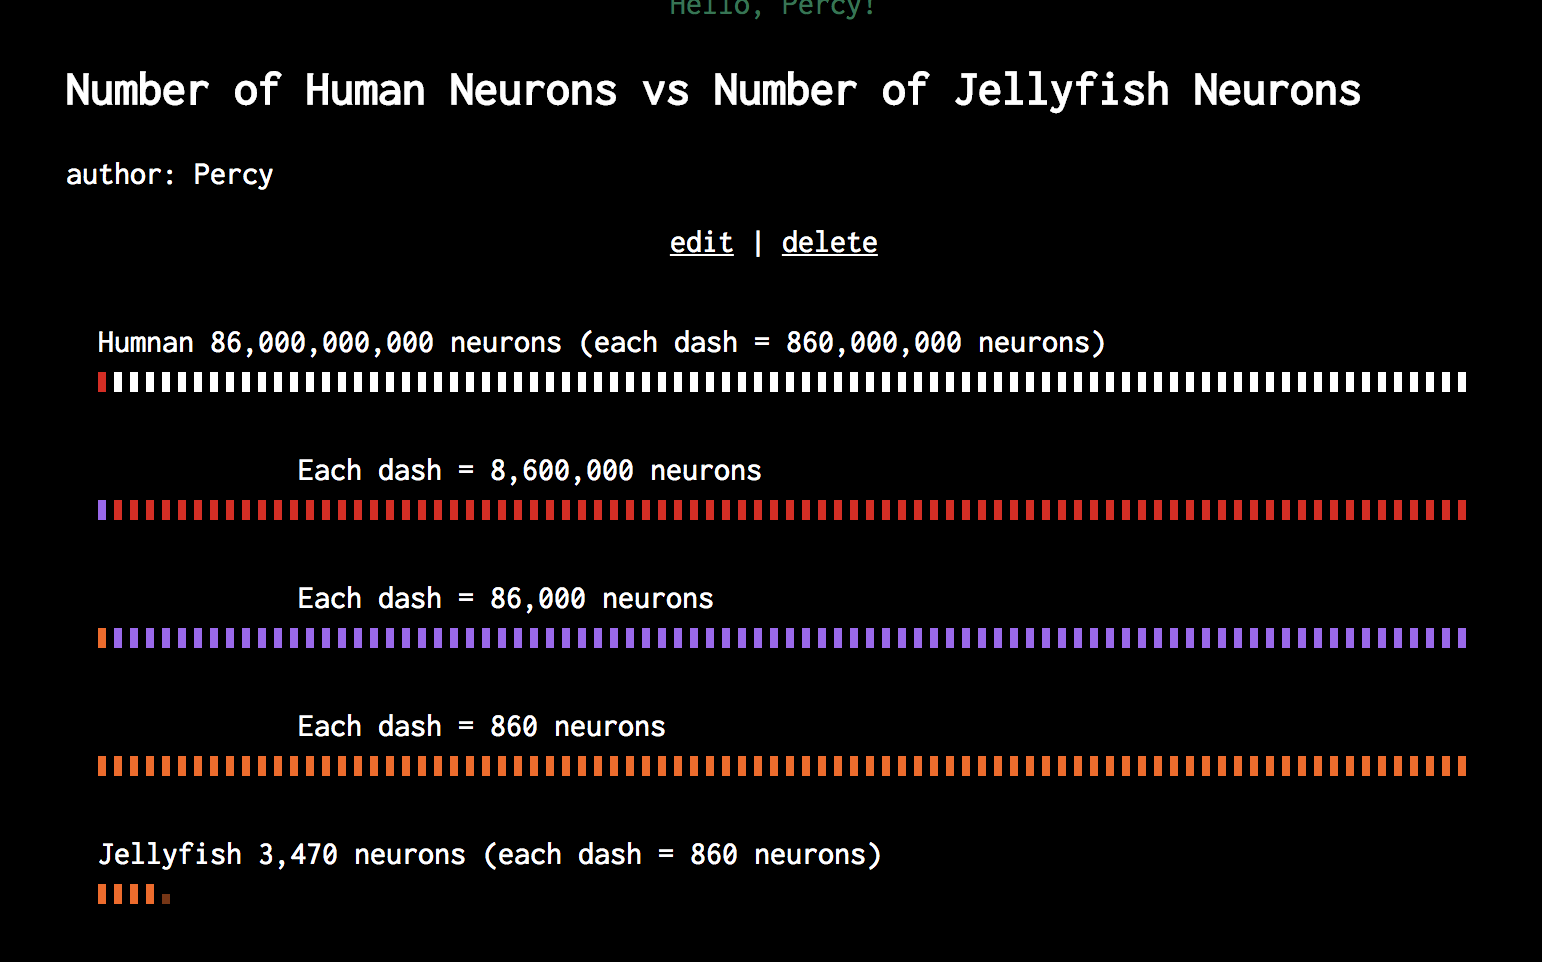 Hello, Percy!
Number of Human Neurons vs Number of Jellyfish Neurons
author: Percy
edit | delete
Humnan 86,000,000,000 neurons (each dash = 860,000,000 neurons)
Each dash = 8,600,000 neurons
Each dash = 86,000 neurons
Each dash = 860 neurons
Jellyfish 3,470 neurons (each dash = 860 neurons)